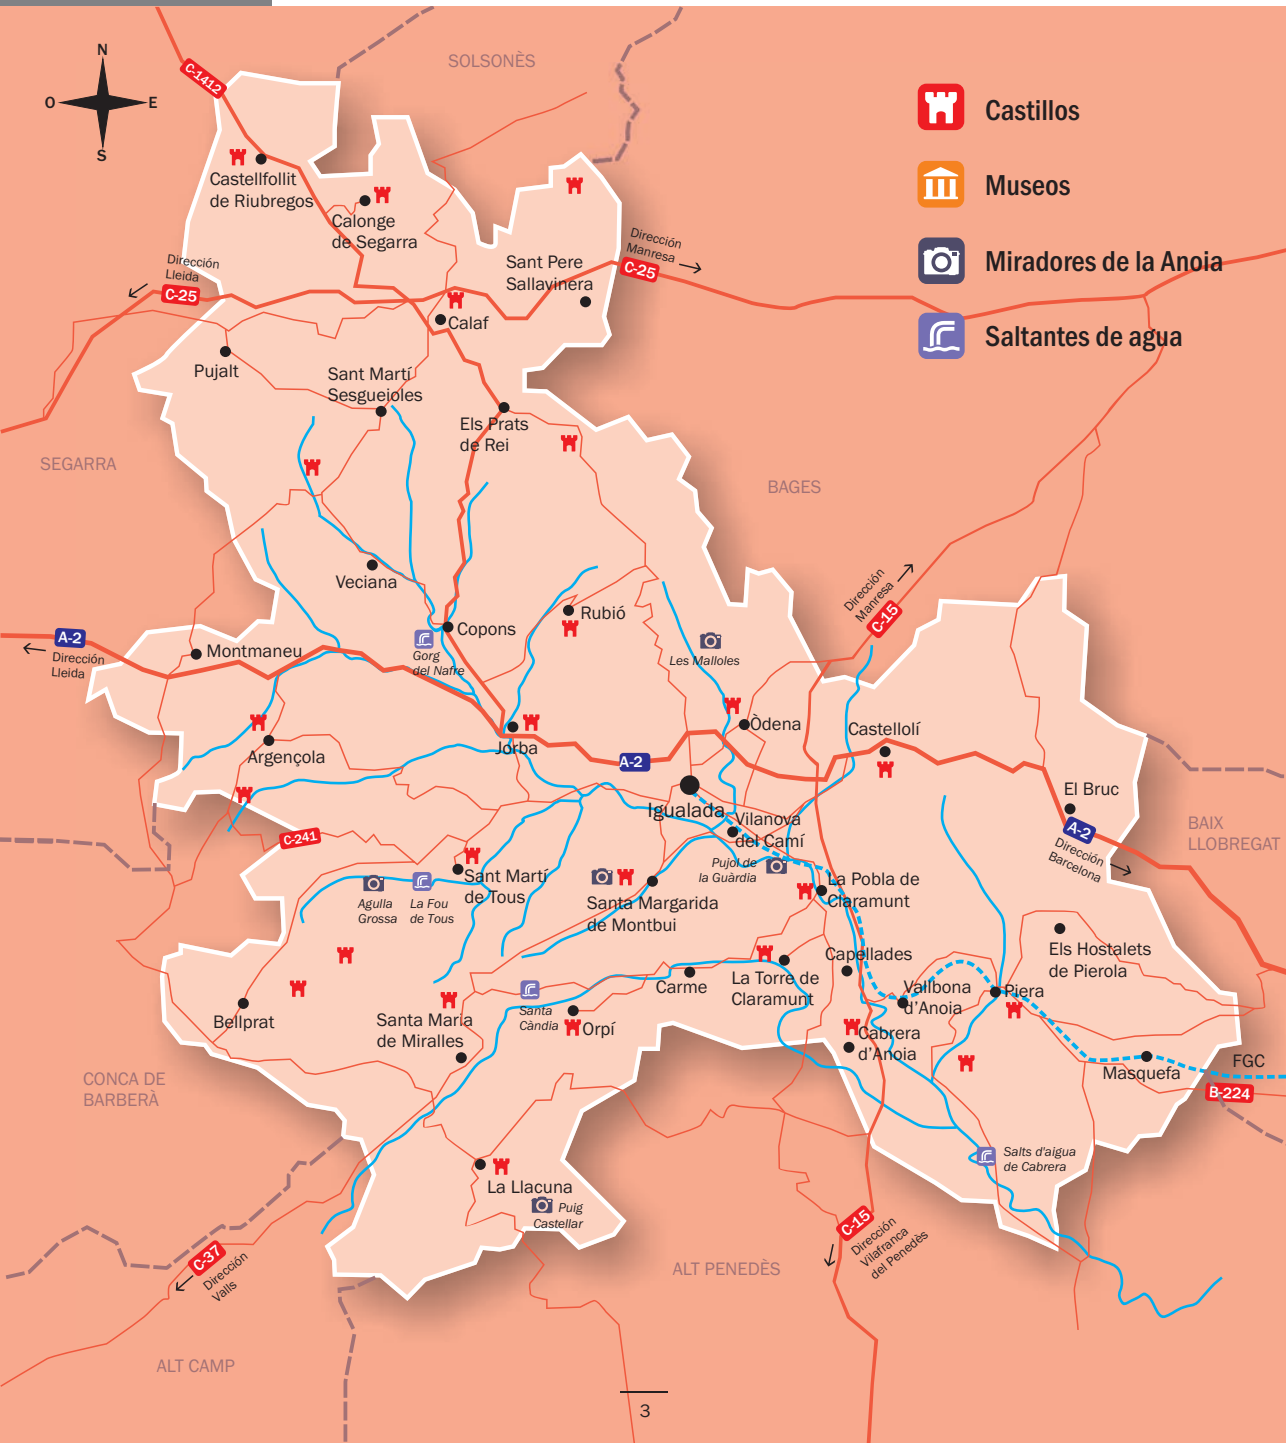 N
O
E
S
C-1412
SOLSONÈS
Castillos
Museos
Miradores de la Anoia
Saltantes de agua
Castellfollit
de Riubregos
Calonge
de Segarra
Sant Pere
Sallavinera
Dirección
Manresa
C-25
Dirección
Lleida
C-25
Calaf
Pujalt
Sant Martí
Sesgueioles
Els Prats
de Rei
SEGARRA
BAGES
Veciana
Dirección
Manresa
C-15
Rubió
Copons
Gorg
del Nafre
Les Malloles
A-2
Dirección
Lleida
Montmaneu
Òdena
Castellolí
Jorba
Argençola
A-2
Igualada
El Bruc
A-2
Dirección
Barcelona
BAIX
LLOBREGAT
Vilanova
del Camí
C-241
Pujol de
la Guàrdia
Sant Martí
de Tous
Agulla
Grossa
La Fou
de Tous
Santa Margarida
de Montbui
La Pobla de
Claramunt
Capellades
Els Hostalets
de Pierola
Carme
La Torre de
Claramunt
Vallbona
d'Anoia
Piera
Bellprat
Santa Maria
de Miralles
Santa
Càndia
Orpí
Cabrera
d'Anoia
Masquefa
FGC
B-224
CONCA DE
BARBERÀ
Salts d'aigua
de Cabrera
La Llacuna
Puig
Castellar
C-37
Dirección
Valls
C-15
Dirección
Vilafranca
del Penedès
ALT PENEDÈS
ALT CAMP
3